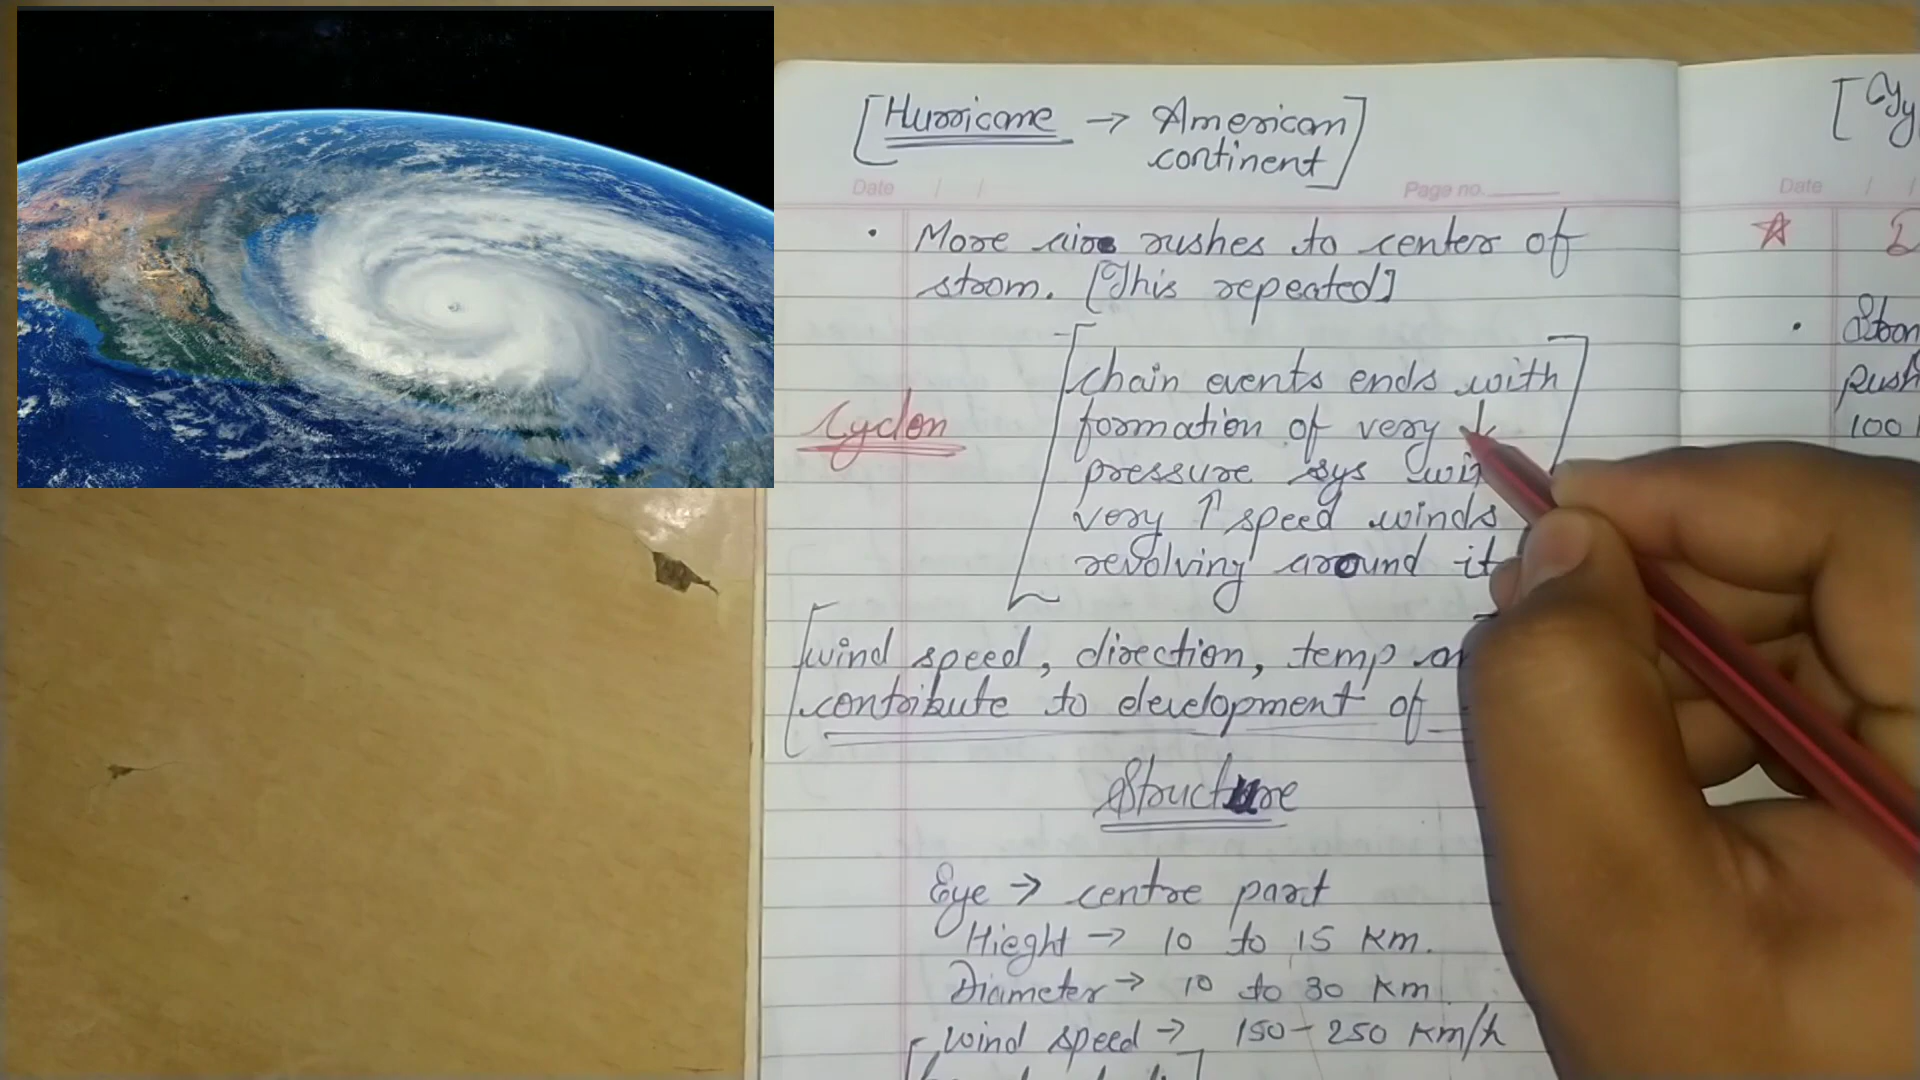 [Hurricane → American
continent]
Date / / Page no.
• More air rushes to center of
strom. [This repeated]
Cyclon
[chain events ends with
formation of very ↓
pressure sys
very ↑ speed winds
revolving around it
[wind speed, direction, temp
contribute to development of
Structure
Eye → centre part
Hieght → 10 to 15 Km.
Diameter → 10 to 30 Km
wind speed → 150-250 Km/h
[Cy
Date / /
☆
•
100